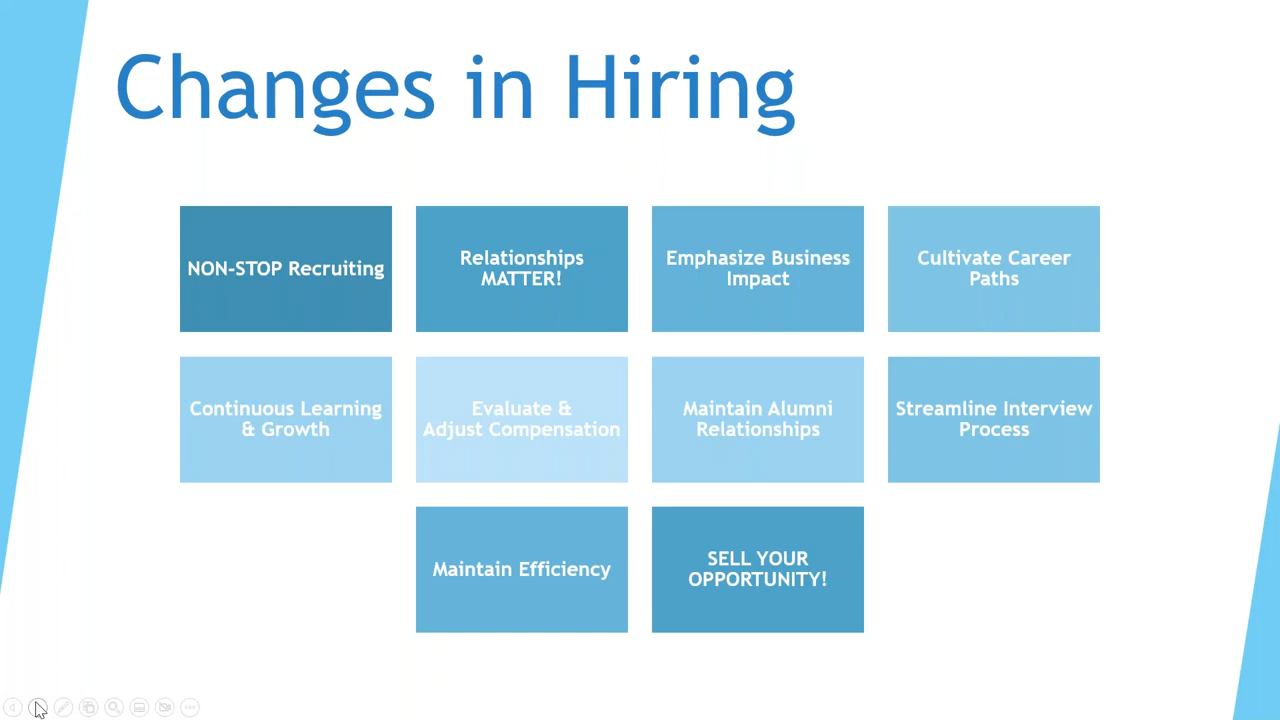 Changes in Hiring
NON-STOP Recruiting
Relationships
MATTER!
Emphasize Business
Impact
Cultivate Career
Paths
Continuous Learning
& Growth
Evaluate &
Adjust Compensation
Maintain Alumni
Relationships
Streamline Interview
Process
Maintain Efficiency
SELL YOUR
OPPORTUNITY!